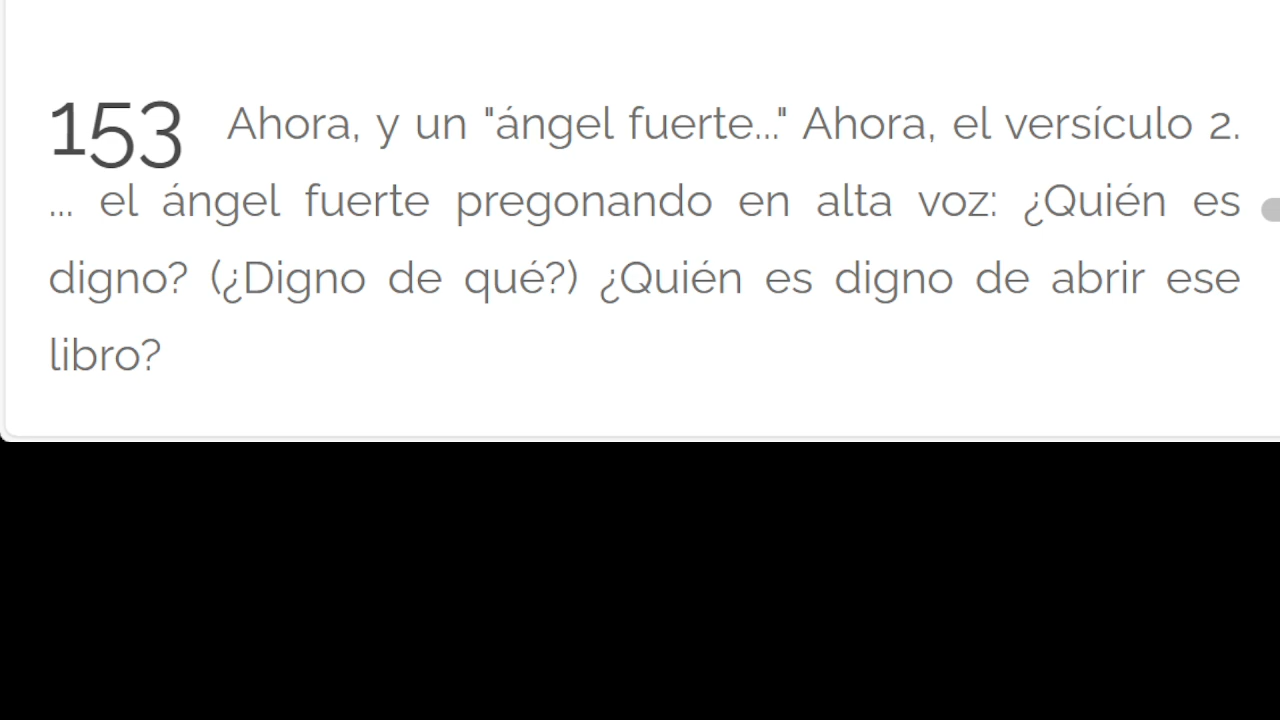 153 Ahora, y un "ángel fuerte..." Ahora, el versículo 2.
... el ángel fuerte pregonando en alta voz: ¿Quién es
digno? (¿Digno de qué?) ¿Quién es digno de abrir ese
libro?